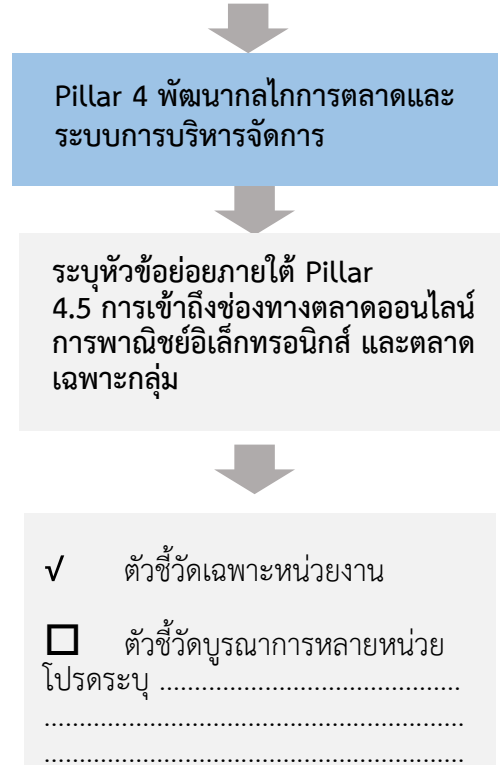 Pillar 4 พัฒนากลไกการตลาดและ
ระบบการบริหารจัดการ
ระบุหัวข้อย่อยภายใต้ Pillar
4.5 การเข้าถึงช่องทางตลาดออนไลน์
การพาณิชย์อิเล็กทรอนิกส์ และตลาด
เฉพาะกลุ่ม
√ ตัวชี้วัดเฉพาะหน่วยงาน
☐ ตัวชี้วัดบูรณาการหลายหน่วย
โปรดระบุ ...........................................
............................................................
............................................................